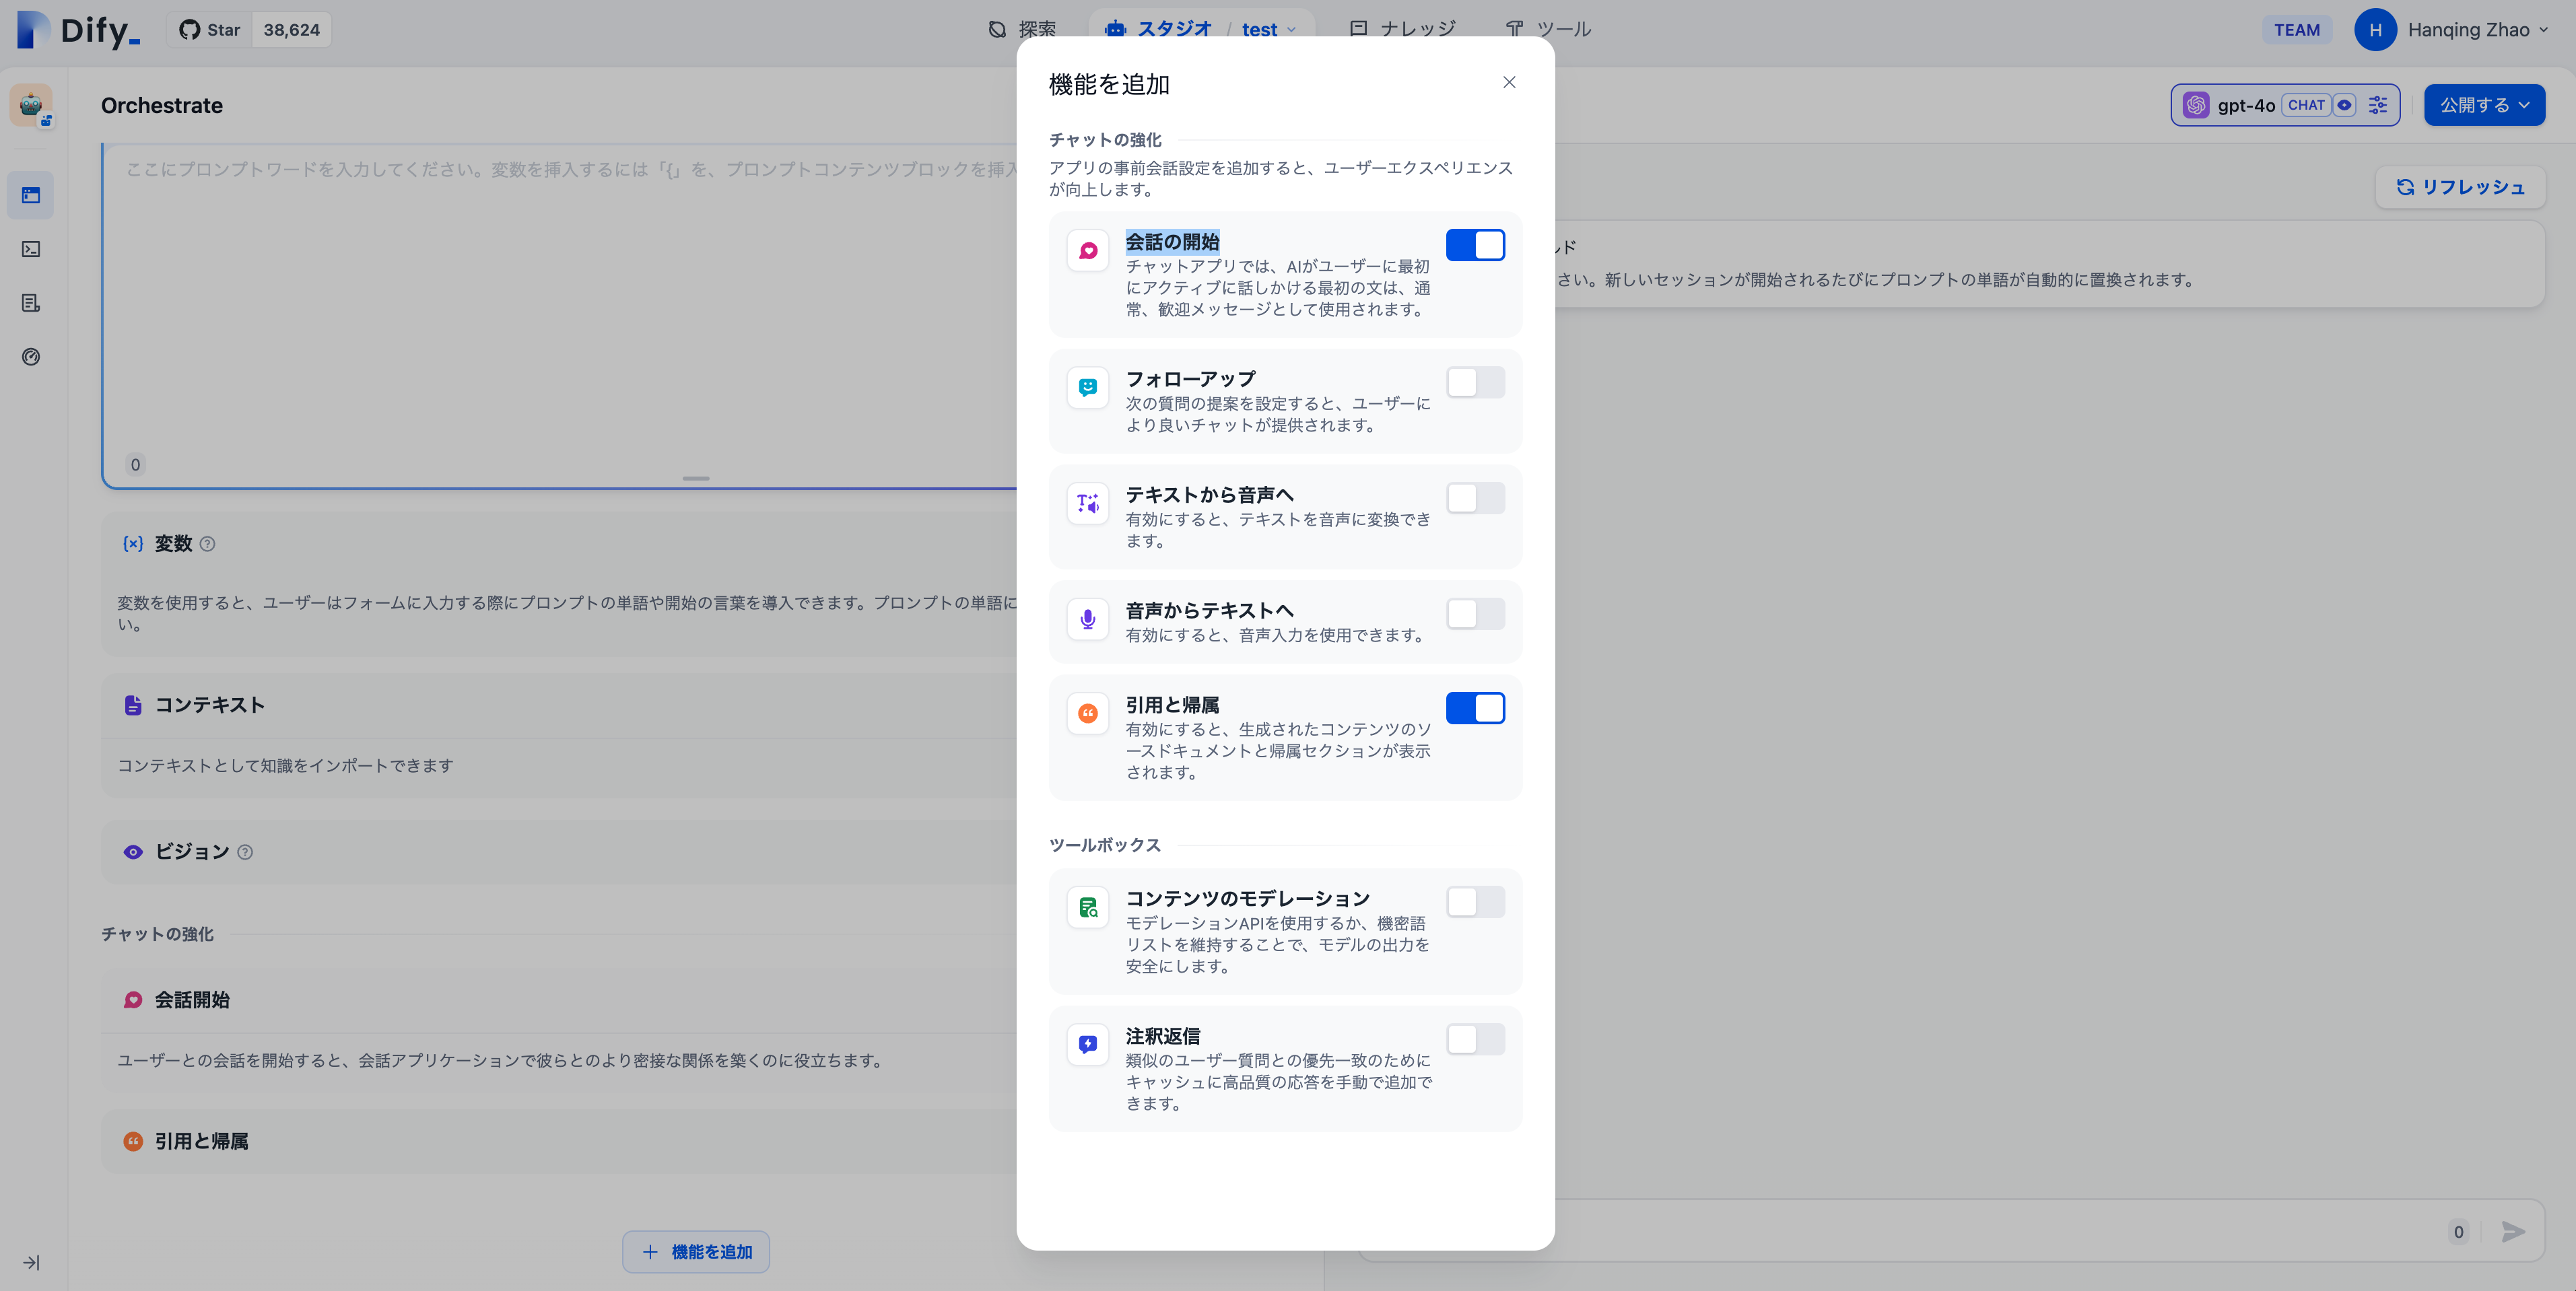 Dify_
Star 38,624
探索
スタジオ / test
ナレッジ
ツール
TEAM
H
Hanqing Zhao
Orchestrate
gpt-4o CHAT
公開する
ここにプロンプトワードを入力してください。変数を挿入するには「{」を、プロンプトコンテンツブロックを挿入
0
{x} 変数
変数を使用すると、ユーザーはフォームに入力する際にプロンプトの単語や開始の言葉を導入できます。プロンプトの単語に
い。
コンテキスト
コンテキストとして知識をインポートできます
ビジョン
チャットの強化
会話開始
ユーザーとの会話を開始すると、会話アプリケーションで彼らとのより密接な関係を築くのに役立ちます。
引用と帰属
+ 機能を追加
機能を追加
チャットの強化
アプリの事前会話設定を追加すると、ユーザーエクスペリエンス
が向上します。
会話の開始
チャットアプリでは、AIがユーザーに最初
にアクティブに話しかける最初の文は、通
常、歓迎メッセージとして使用されます。
フォローアップ
次の質問の提案を設定すると、ユーザーに
より良いチャットが提供されます。
テキストから音声へ
有効にすると、テキストを音声に変換でき
ます。
音声からテキストへ
有効にすると、音声入力を使用できます。
引用と帰属
有効にすると、生成されたコンテンツのソ
ースドキュメントと帰属セクションが表示
されます。
ツールボックス
コンテンツのモデレーション
モデレーションAPIを使用するか、機密語
リストを維持することで、モデルの出力を
安全にします。
注釈返信
類似のユーザー質問との優先一致のために
キャッシュに高品質の応答を手動で追加で
きます。
リフレッシュ
ルド
さい。新しいセッションが開始されるたびにプロンプトの単語が自動的に置換されます。
0